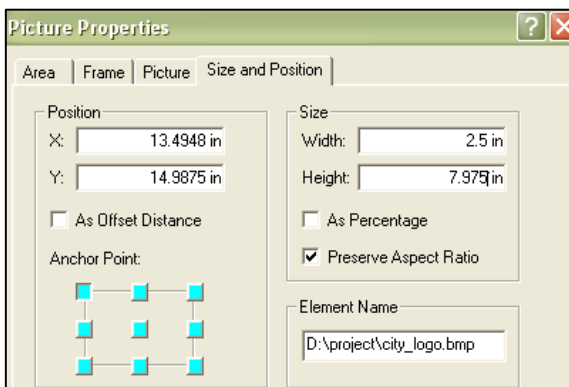 Picture Properties
Area Frame Picture Size and Position
Position
X: 13.4948 in
Y: 14.9875 in
As Offset Distance
Anchor Point:
Size
Width: 2.5 in
Height: 7.975 in
As Percentage
Preserve Aspect Ratio
Element Name
D:\project\city_logo.bmp